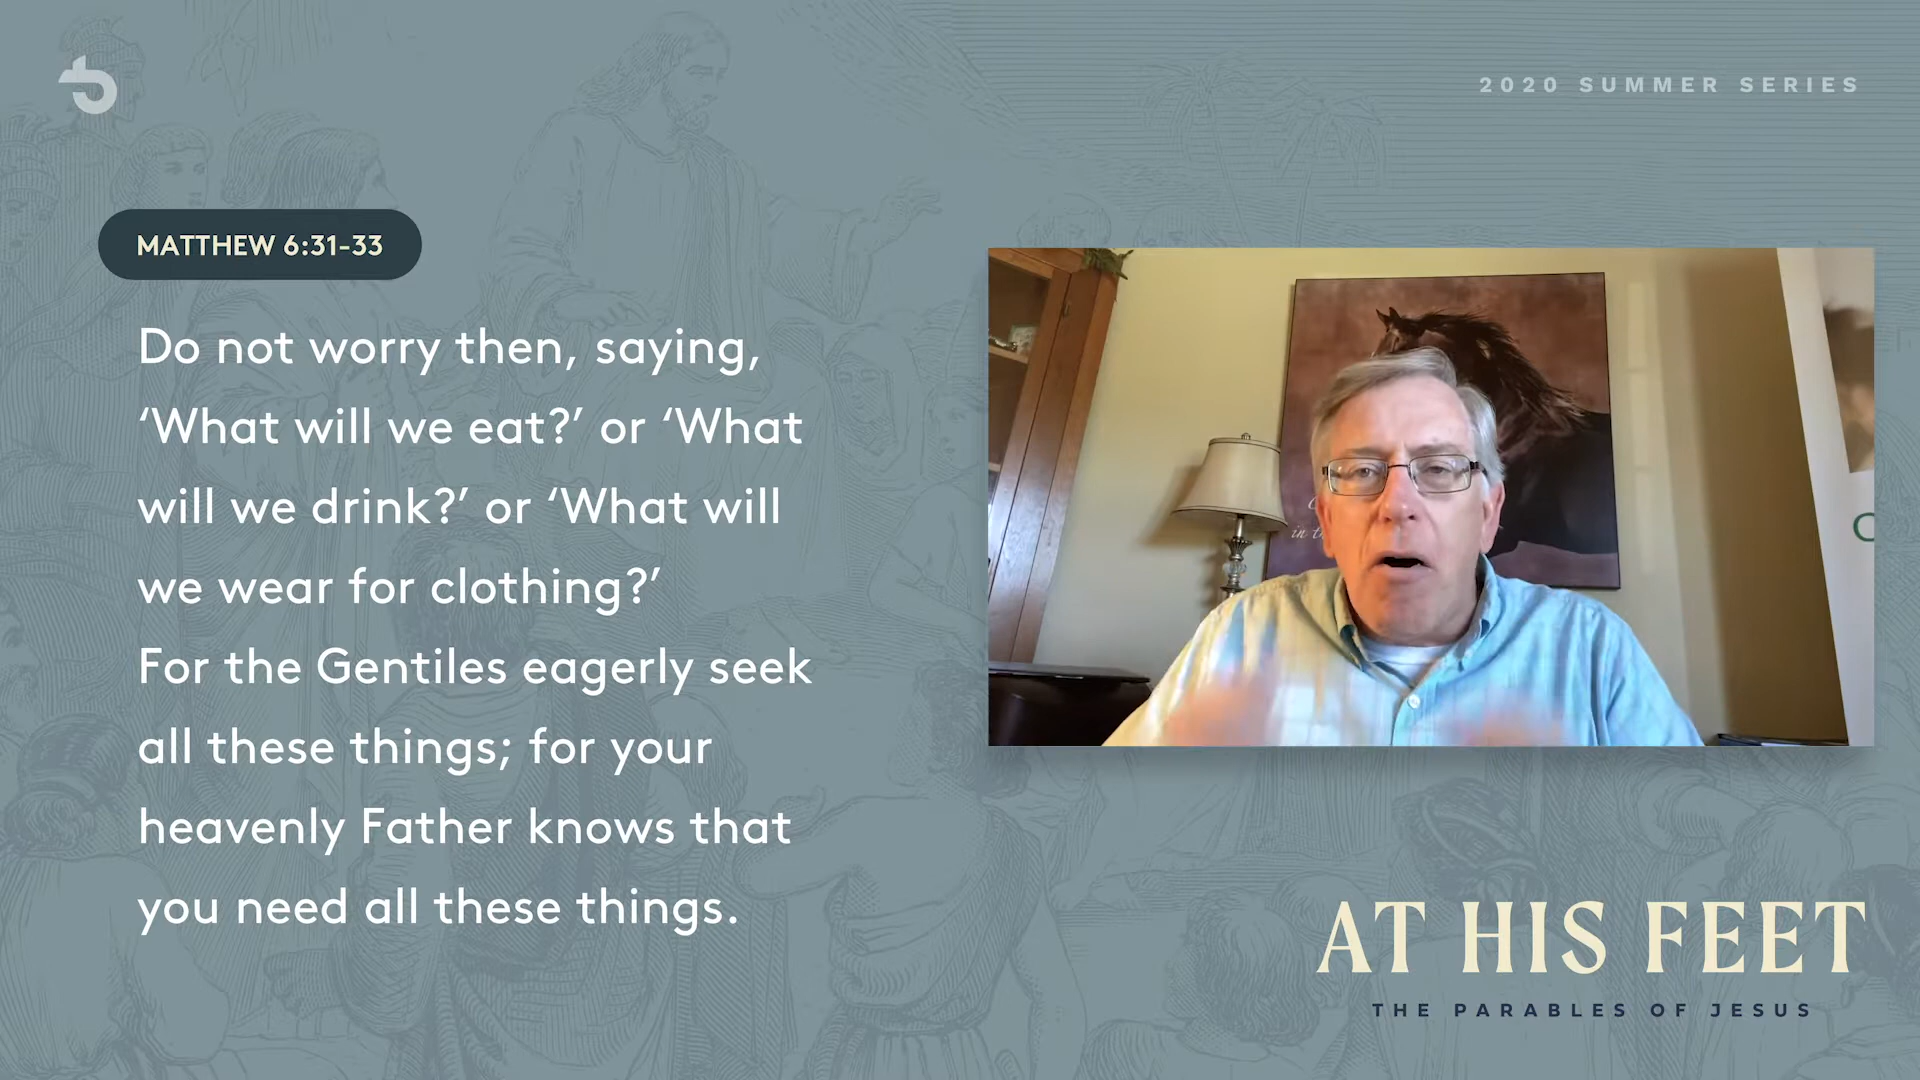 2020 SUMMER SERIES
MATTHEW 6:31-33
Do not worry then, saying,
‘What will we eat?’ or ‘What
will we drink?’ or ‘What will
we wear for clothing?’
For the Gentiles eagerly seek
all these things; for your
heavenly Father knows that
you need all these things.
in
AT HIS FEET
THE PARABLES OF JESUS